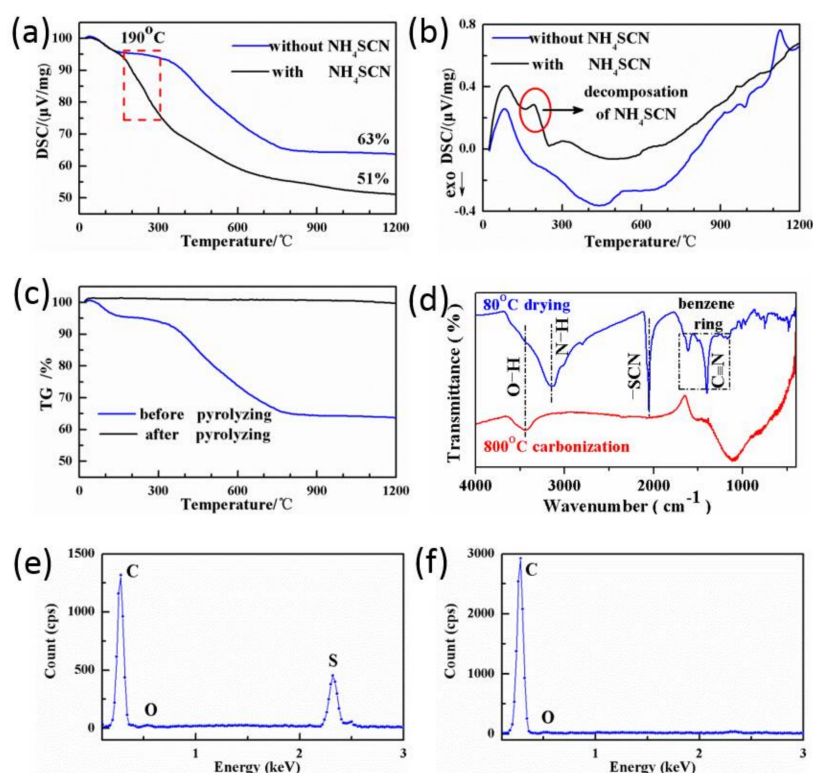 (a)
190°C
without NH₄SCN
with NH₄SCN
63%
51%
DSC/(μV/mg)
100
90
80
70
60
50
0 300 600 900 1200
Temperature/℃
(b)
without NH₄SCN
with NH₄SCN
decomposition
of NH₄SCN
exo DSC/(μV/mg)
0.8
0.4
0.0
-0.4
0 300 600 900 1200
Temperature/℃
(c)
before pyrolyzing
after pyrolyzing
TG /%
100
90
80
70
60
50
0 300 600 900 1200
Temperature/℃
(d)
80°C drying
benzene
ring
O−H
N−H
−SCN
C≡N
800°C carbonization
Transmittance ( % )
4000 3000 2000 1000
Wavenumber ( cm⁻¹ )
(e)
C
O
S
Count (cps)
1500
1000
500
0
1 2 3
Energy (keV)
(f)
C
O
Count (cps)
3000
2000
1000
0
1 2 3
Energy (keV)